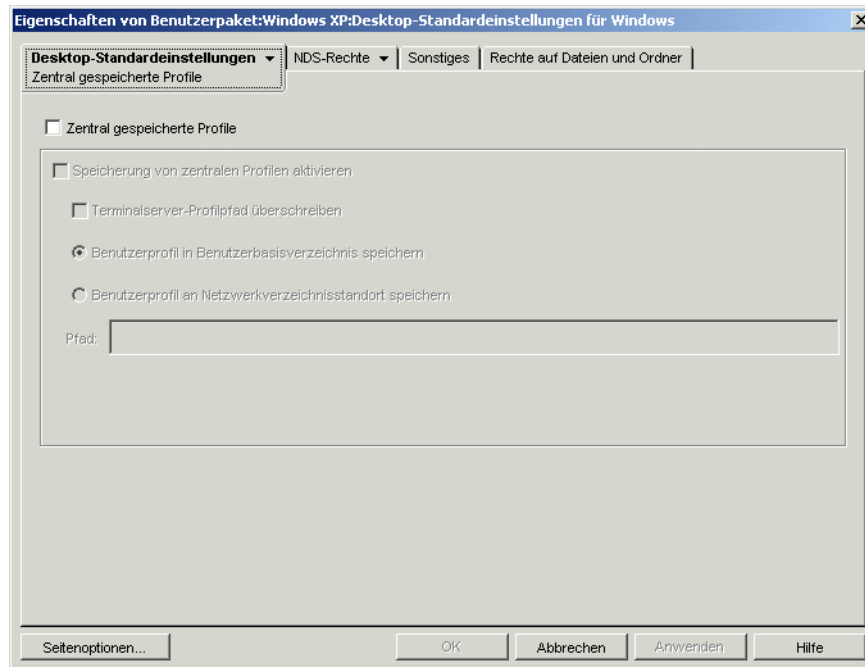 Eigenschaften von Benutzerpaket:Windows XP:Desktop-Standardeinstellungen für Windows
Desktop-Standardeinstellungen NDS-Rechte Sonstiges Rechte auf Dateien und Ordner
Zentral gespeicherte Profile
Zentral gespeicherte Profile
Speicherung von zentralen Profilen aktivieren
Terminalserver-Profilpfad überschreiben
Benutzerprofil in Benutzerbasisverzeichnis speichern
Benutzerprofil an Netzwerkverzeichnisstandort speichern
Pfad:
Seitenoptionen... OK Abbrechen Anwenden Hilfe